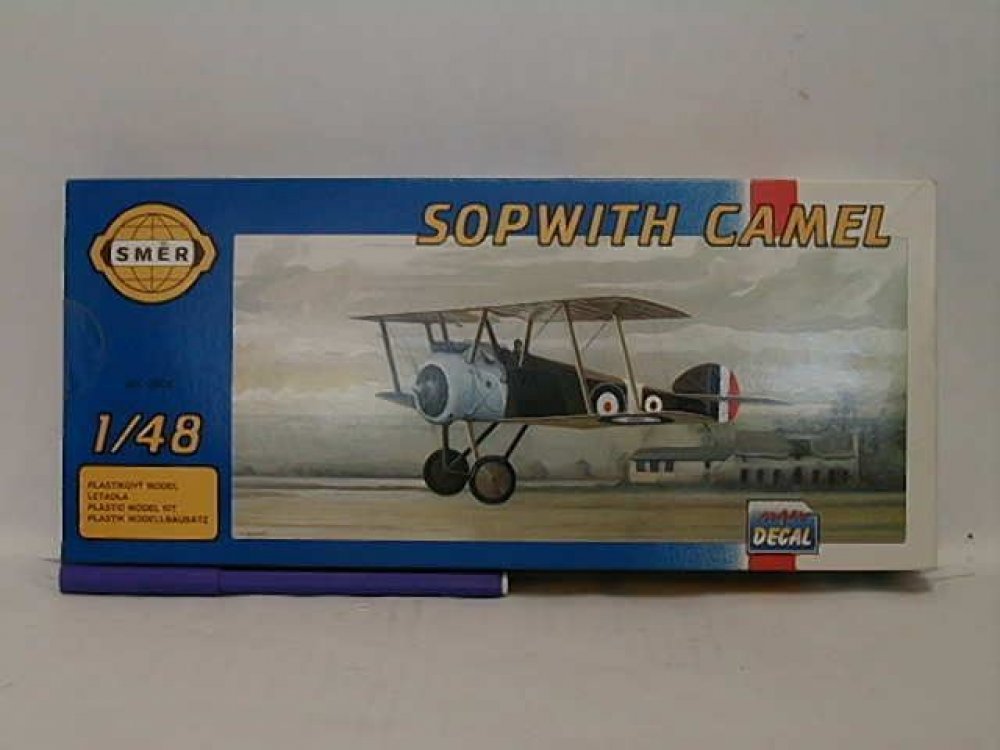 SOPWITH CAMEL
SMĚR
1/48
PLASTIKOVÝ MODEL
LETADLA
PLASTIC MODEL KIT
PLASTIK MODELLBAUSATZ
DECAL